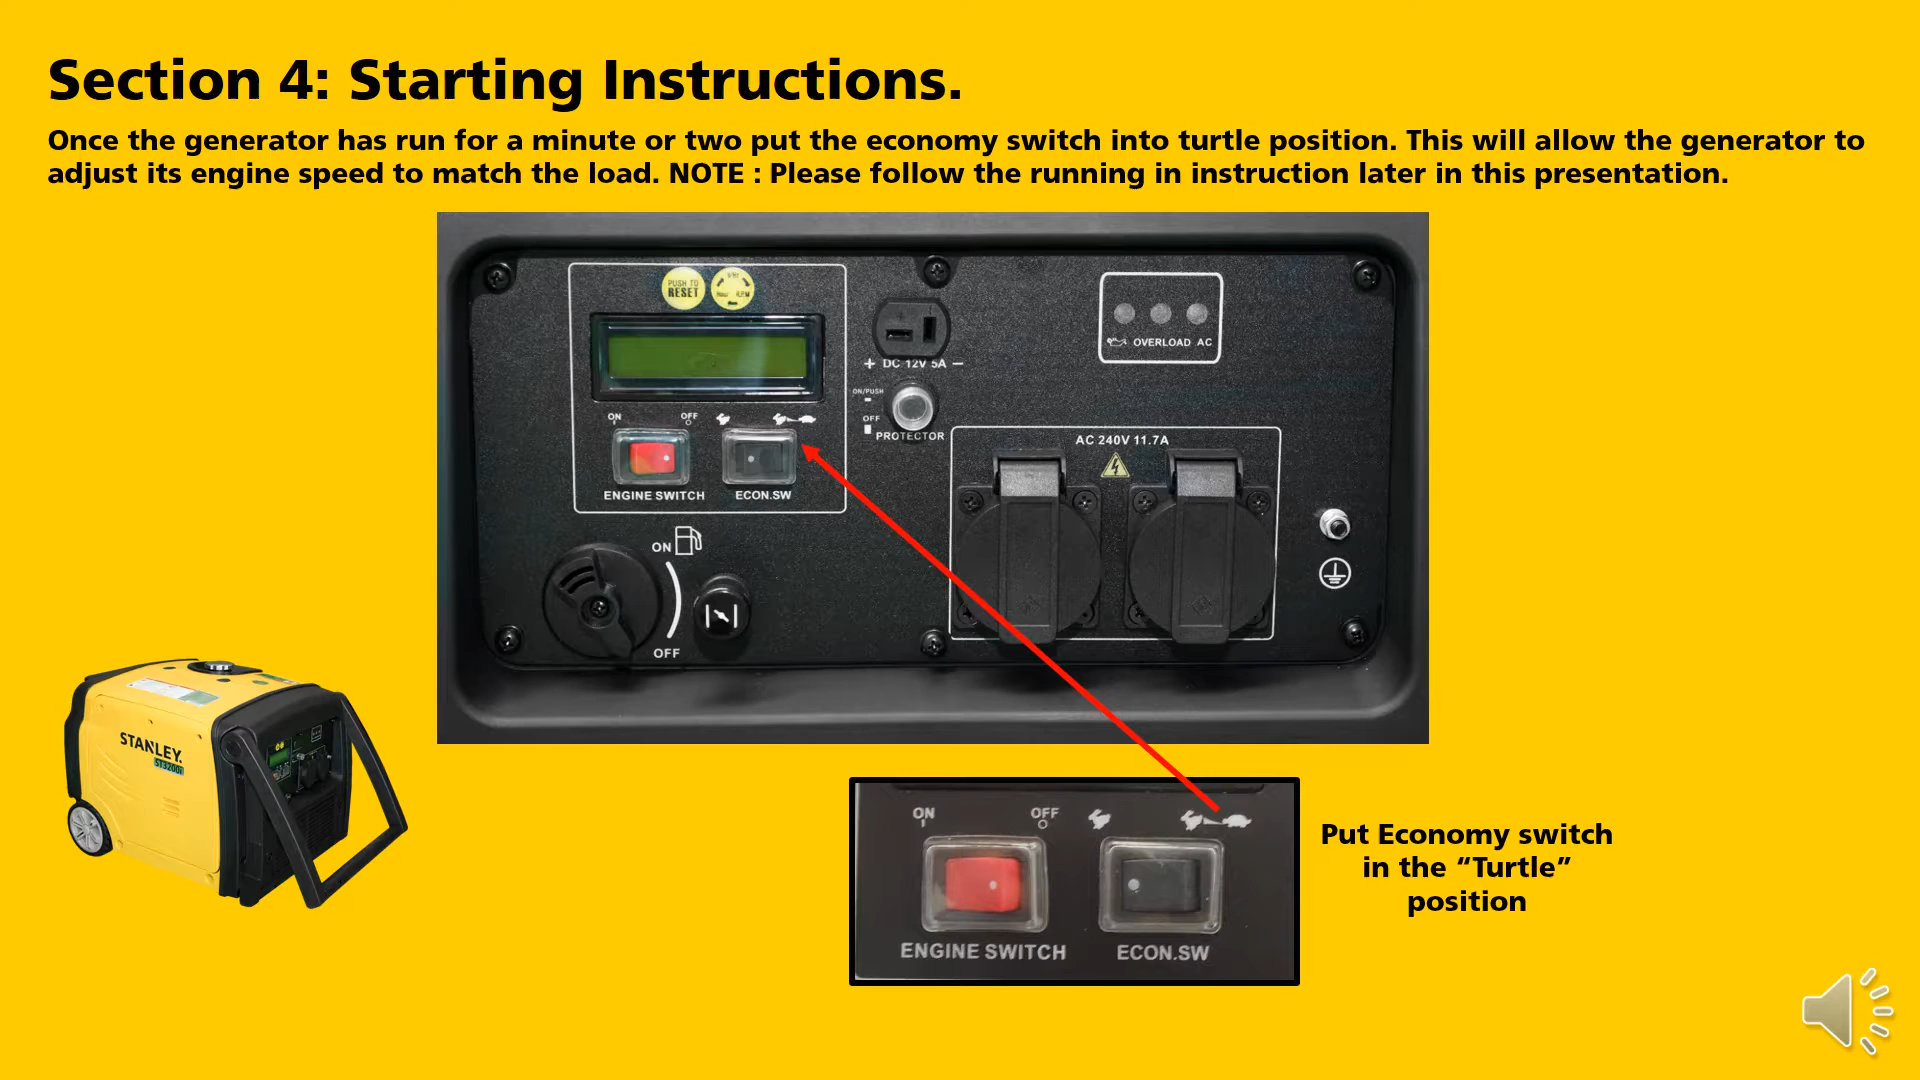 Section 4: Starting Instructions.
Once the generator has run for a minute or two put the economy switch into turtle position. This will allow the generator to
adjust its engine speed to match the load. NOTE : Please follow the running in instruction later in this presentation.
PUSH TO
RESET
V/Hz
Hour R.P.M
+ DC 12V 5A −
ON/PUSH
OFF
PROTECTOR
OVERLOAD AC
ON
OFF
ENGINE SWITCH
ECON.SW
AC 240V 11.7A
ON
OFF
STANLEY.
ST3200i
ON
OFF
ENGINE SWITCH
ECON.SW
Put Economy switch
in the “Turtle”
position